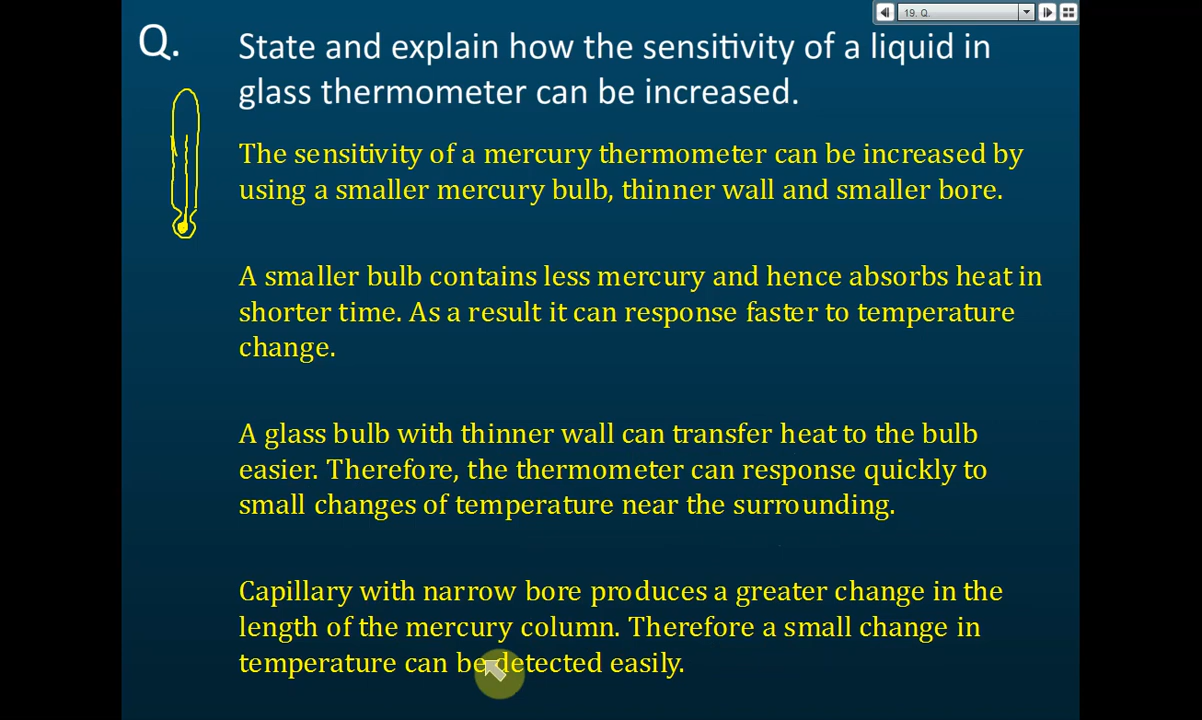 19. Q.
Q. State and explain how the sensitivity of a liquid in
glass thermometer can be increased.
The sensitivity of a mercury thermometer can be increased by
using a smaller mercury bulb, thinner wall and smaller bore.
A smaller bulb contains less mercury and hence absorbs heat in
shorter time. As a result it can response faster to temperature
change.
A glass bulb with thinner wall can transfer heat to the bulb
easier. Therefore, the thermometer can response quickly to
small changes of temperature near the surrounding.
Capillary with narrow bore produces a greater change in the
length of the mercury column. Therefore a small change in
temperature can be detected easily.